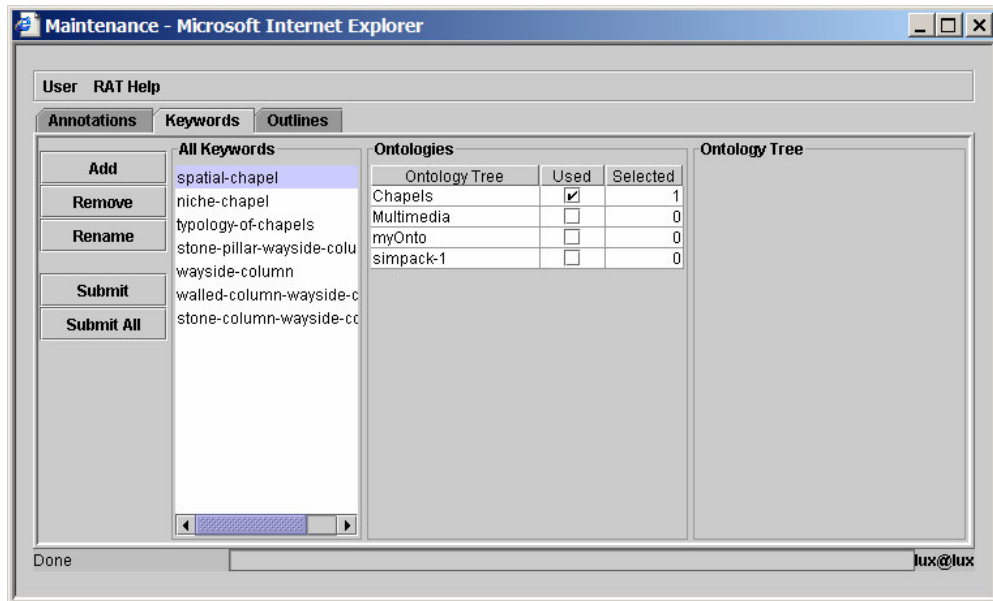 Maintenance - Microsoft Internet Explorer
User RAT Help
Annotations Keywords Outlines
Add
Remove
Rename
Submit
Submit All
All Keywords
spatial-chapel
niche-chapel
typology-of-chapels
stone-pillar-wayside-colu
wayside-column
walled-column-wayside-c
stone-column-wayside-co
Ontologies
Ontology Tree Used Selected
Chapels 1
Multimedia 0
myOnto 0
simpack-1 0
Ontology Tree
Done
lux@lux